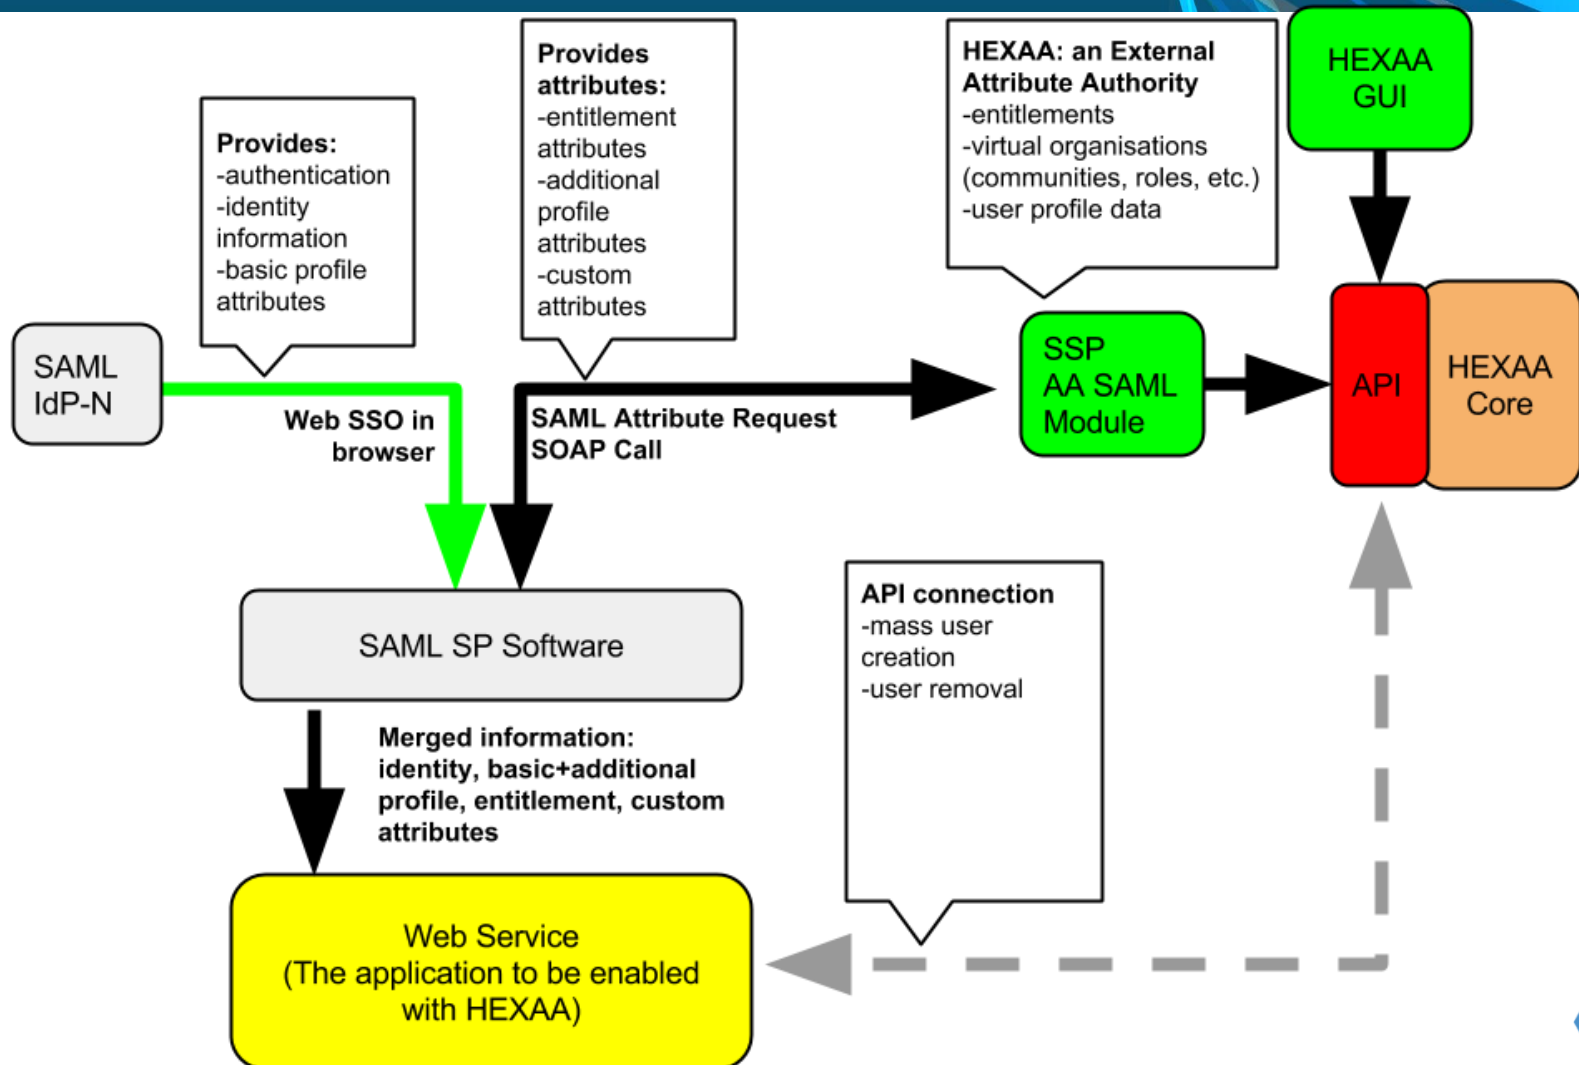 Provides:
-authentication
-identity
information
-basic profile
attributes
Provides
attributes:
-entitlement
attributes
-additional
profile
attributes
-custom
attributes
HEXAA: an External
Attribute Authority
-entitlements
-virtual organisations
(communities, roles, etc.)
-user profile data
HEXAA
GUI
SAML
IdP-N
Web SSO in
browser
SAML Attribute Request
SOAP Call
SSP
AA SAML
Module
API
HEXAA
Core
SAML SP Software
API connection
-mass user
creation
-user removal
Merged information:
identity, basic+additional
profile, entitlement, custom
attributes
Web Service
(The application to be enabled
with HEXAA)